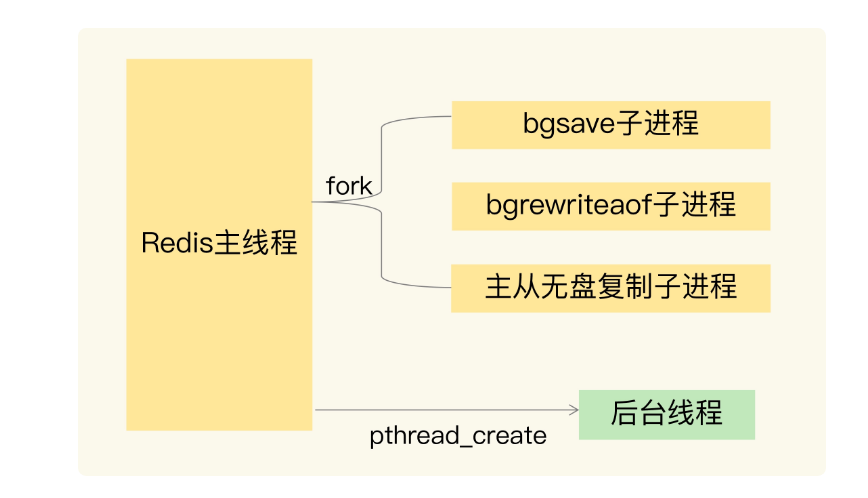 Redis主线程
fork
bgsave子进程
bgrewriteaof子进程
主从无盘复制子进程
pthread_create
后台线程